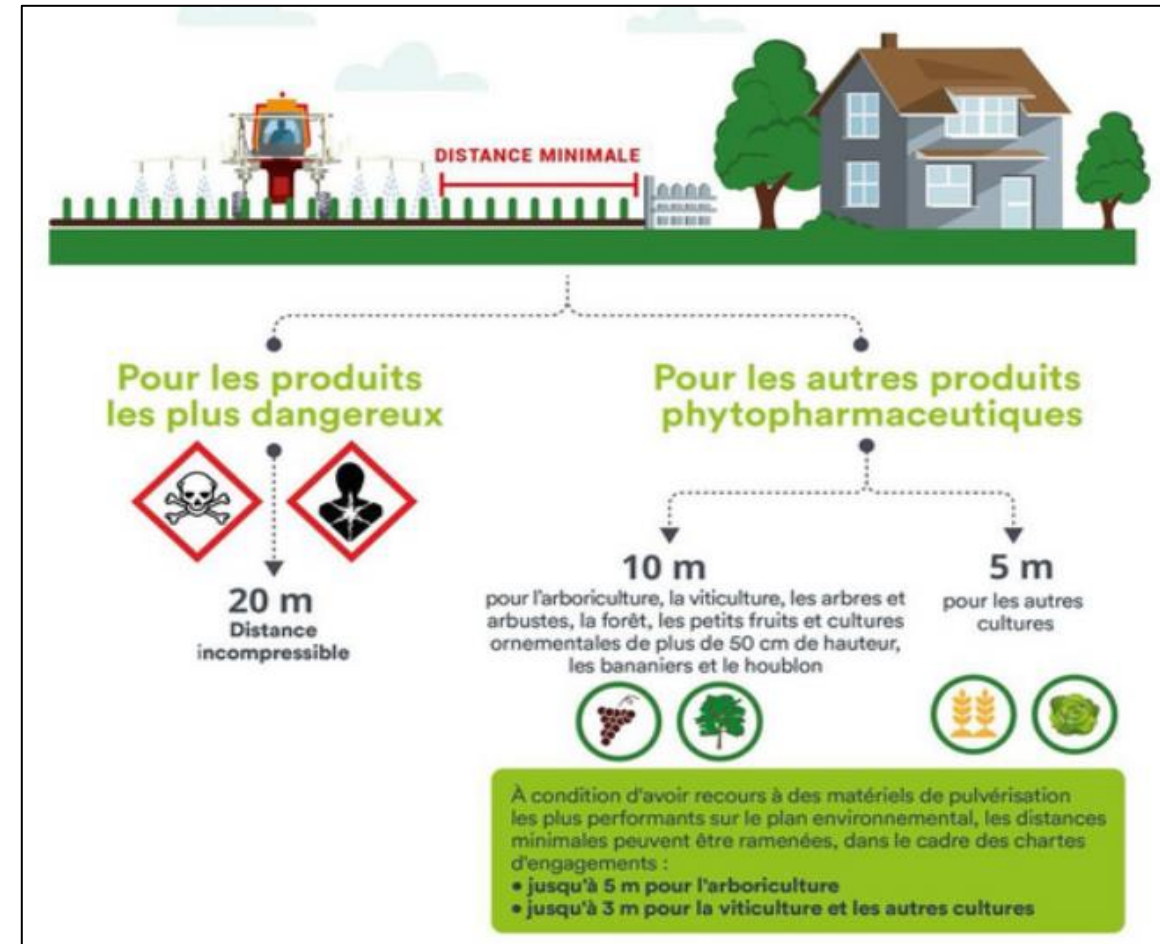 DISTANCE MINIMALE
Pour les produits
les plus dangereux
20 m
Distance
incompressible
Pour les autres produits
phytopharmaceutiques
10 m
pour l'arboriculture, la viticulture, les arbres et
arbustes, la forêt, les petits fruits et cultures
ornementales de plus de 50 cm de hauteur,
les bananiers et le houblon
5 m
pour les autres
cultures
À condition d'avoir recours à des matériels de pulvérisation
les plus performants sur le plan environnemental, les distances
minimales peuvent être ramenées, dans le cadre des chartes
d'engagements :
• jusqu'à 5 m pour l'arboriculture
• jusqu'à 3 m pour la viticulture et les autres cultures